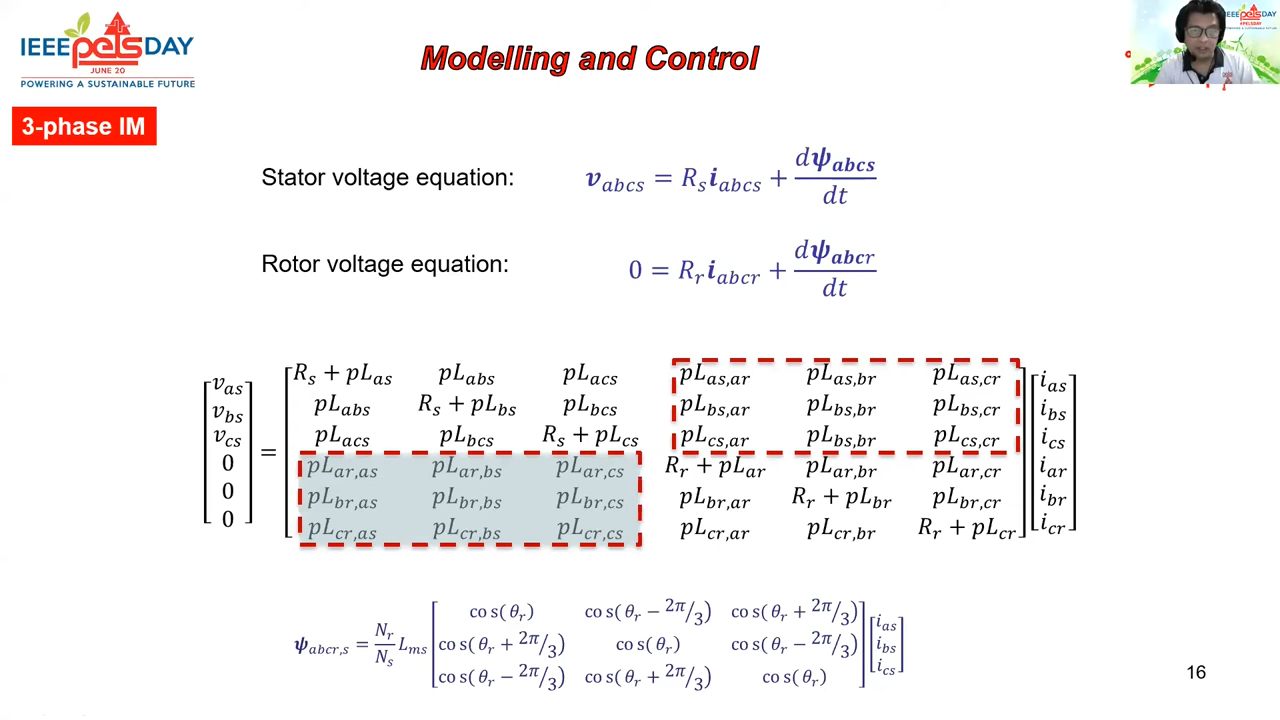 IEEE pels DAY
JUNE 20
POWERING A SUSTAINABLE FUTURE
Modelling and Control
3-phase IM
Stator voltage equation: 𝒗_abcs = R_s 𝒊_abcs + d𝝍_abcs/dt
Rotor voltage equation: 0 = R_r 𝒊_abcr + d𝝍_abcr/dt
[v_as v_bs v_cs 0 0 0] =
R_s + pL_as pL_abs pL_acs pL_as,ar pL_as,br pL_as,cr
pL_abs R_s + pL_bs pL_bcs pL_bs,ar pL_bs,br pL_bs,cr
pL_acs pL_bcs R_s + pL_cs pL_cs,ar pL_bs,br pL_cs,cr
pL_ar,as pL_ar,bs pL_ar,cs R_r + pL_ar pL_ar,br pL_ar,cr
pL_br,as pL_br,bs pL_br,cs pL_br,ar R_r + pL_br pL_br,cr
pL_cr,as pL_cr,bs pL_cr,cs pL_cr,ar pL_cr,br R_r + pL_cr
[i_as i_bs i_cs i_ar i_br i_cr]
𝝍_abcr,s = N_r/N_s L_ms
cos(θ_r) cos(θ_r − 2π/3) cos(θ_r + 2π/3)
cos(θ_r + 2π/3) cos(θ_r) cos(θ_r − 2π/3)
cos(θ_r − 2π/3) cos(θ_r + 2π/3) cos(θ_r)
[i_as i_bs i_cs]
16